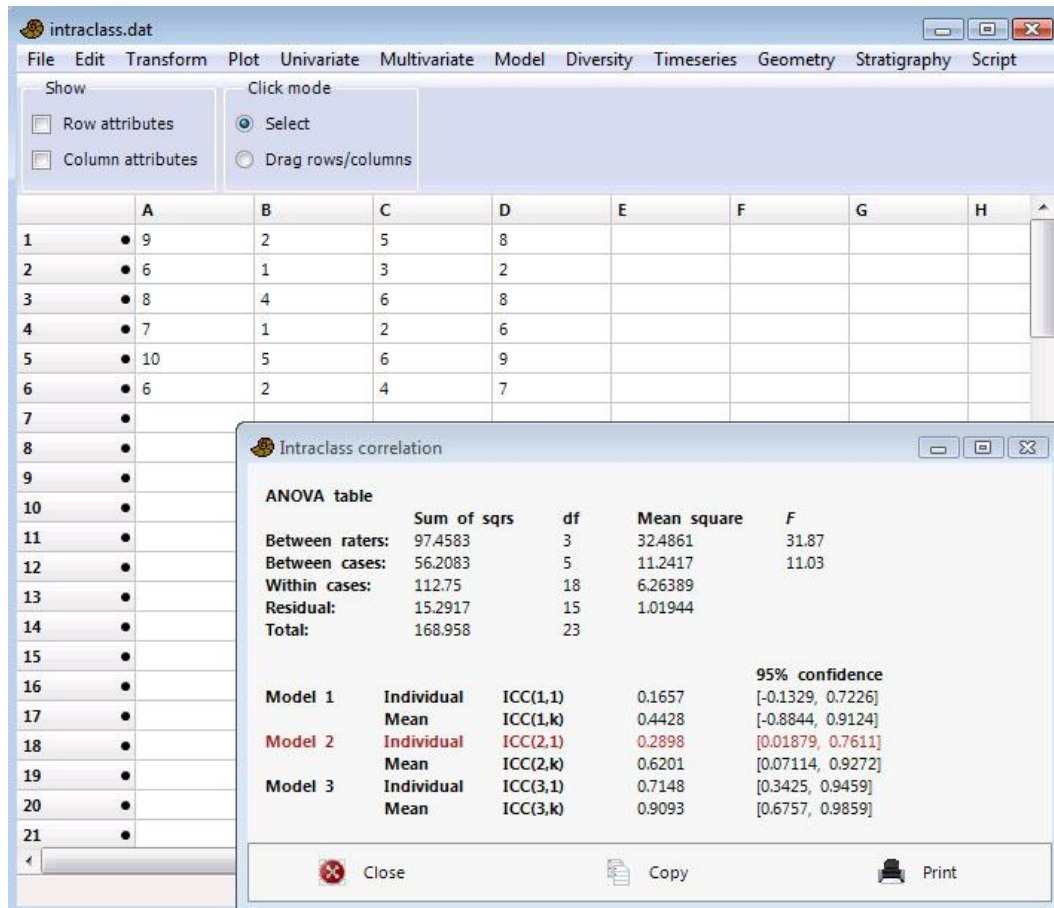 intraclass.dat
File Edit Transform Plot Univariate Multivariate Model Diversity Timeseries Geometry Stratigraphy Script
Show Click mode
Row attributes Select
Column attributes Drag rows/columns
A B C D E F G H
1 9 2 5 8
2 6 1 3 2
3 8 4 6 8
4 7 1 2 6
5 10 5 6 9
6 6 2 4 7
7
8
9
10
11
12
13
14
15
16
17
18
19
20
21
Intraclass correlation
ANOVA table
Sum of sqrs df Mean square F
Between raters: 97.4583 3 32.4861 31.87
Between cases: 56.2083 5 11.2417 11.03
Within cases: 112.75 18 6.26389
Residual: 15.2917 15 1.01944
Total: 168.958 23
95% confidence
Model 1 Individual ICC(1,1) 0.1657 [-0.1329, 0.7226]
Mean ICC(1,k) 0.4428 [-0.8844, 0.9124]
Model 2 Individual ICC(2,1) 0.2898 [0.01879, 0.7611]
Mean ICC(2,k) 0.6201 [0.07114, 0.9272]
Model 3 Individual ICC(3,1) 0.7148 [0.3425, 0.9459]
Mean ICC(3,k) 0.9093 [0.6757, 0.9859]
Close Copy Print